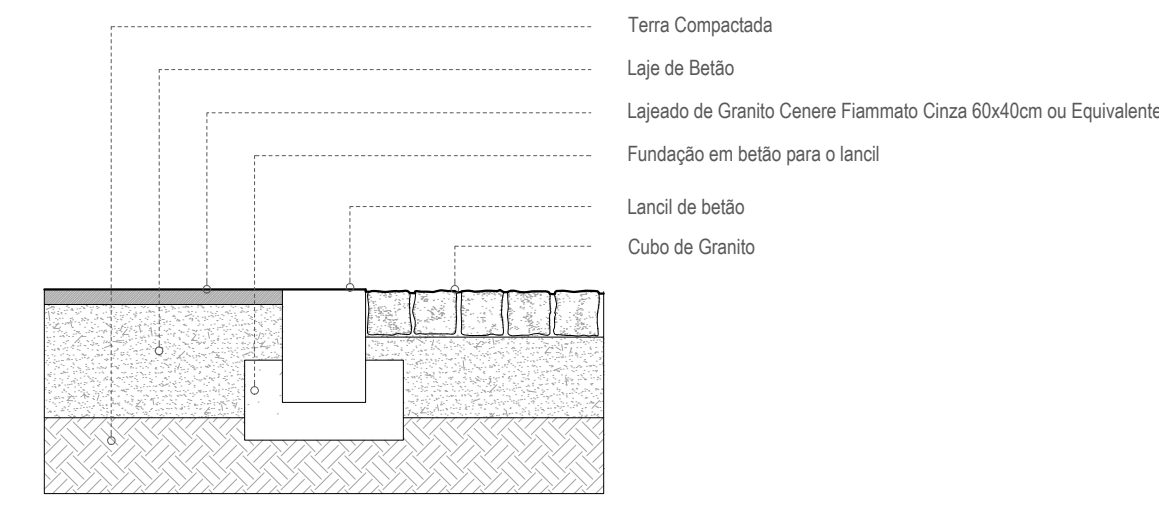 Terra Compactada
Laje de Betão
Lajeado de Granito Cenere Fiammato Cinza 60x40cm ou Equivalente
Fundação em betão para o lancil
Lancil de betão
Cubo de Granito